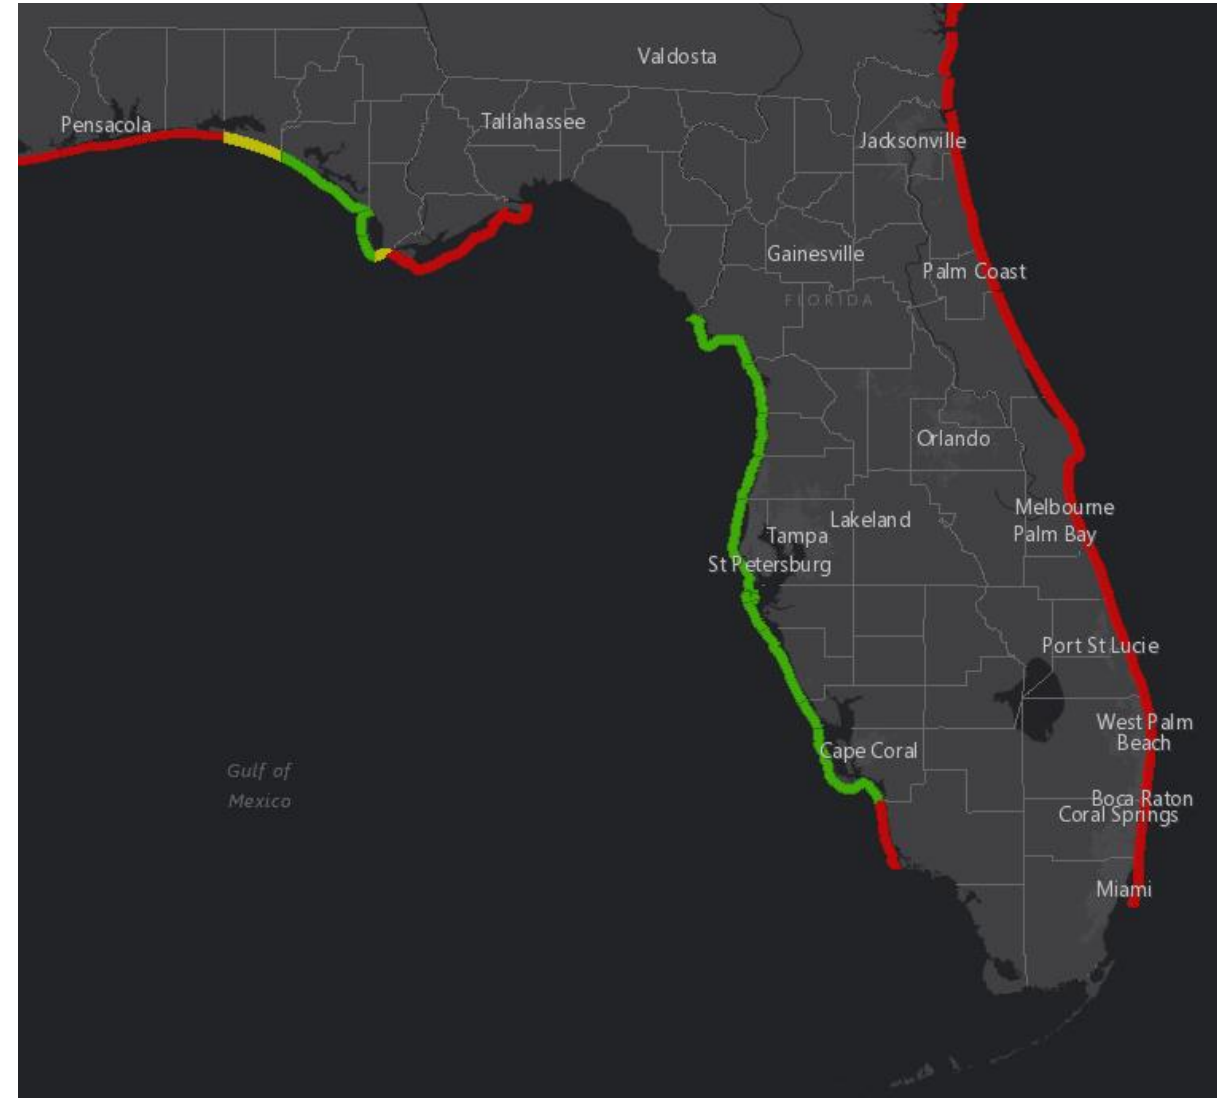 Valdosta
Pensacola
Tallahassee
Jacksonville
Gainesville
Palm Coast
FLORIDA
Orlando
Melbourne
Lakeland
Palm Bay
Tampa
St Petersburg
Port St Lucie
West Palm
Beach
Cape Coral
Gulf of
Mexico
Boca Raton
Coral Springs
Miami